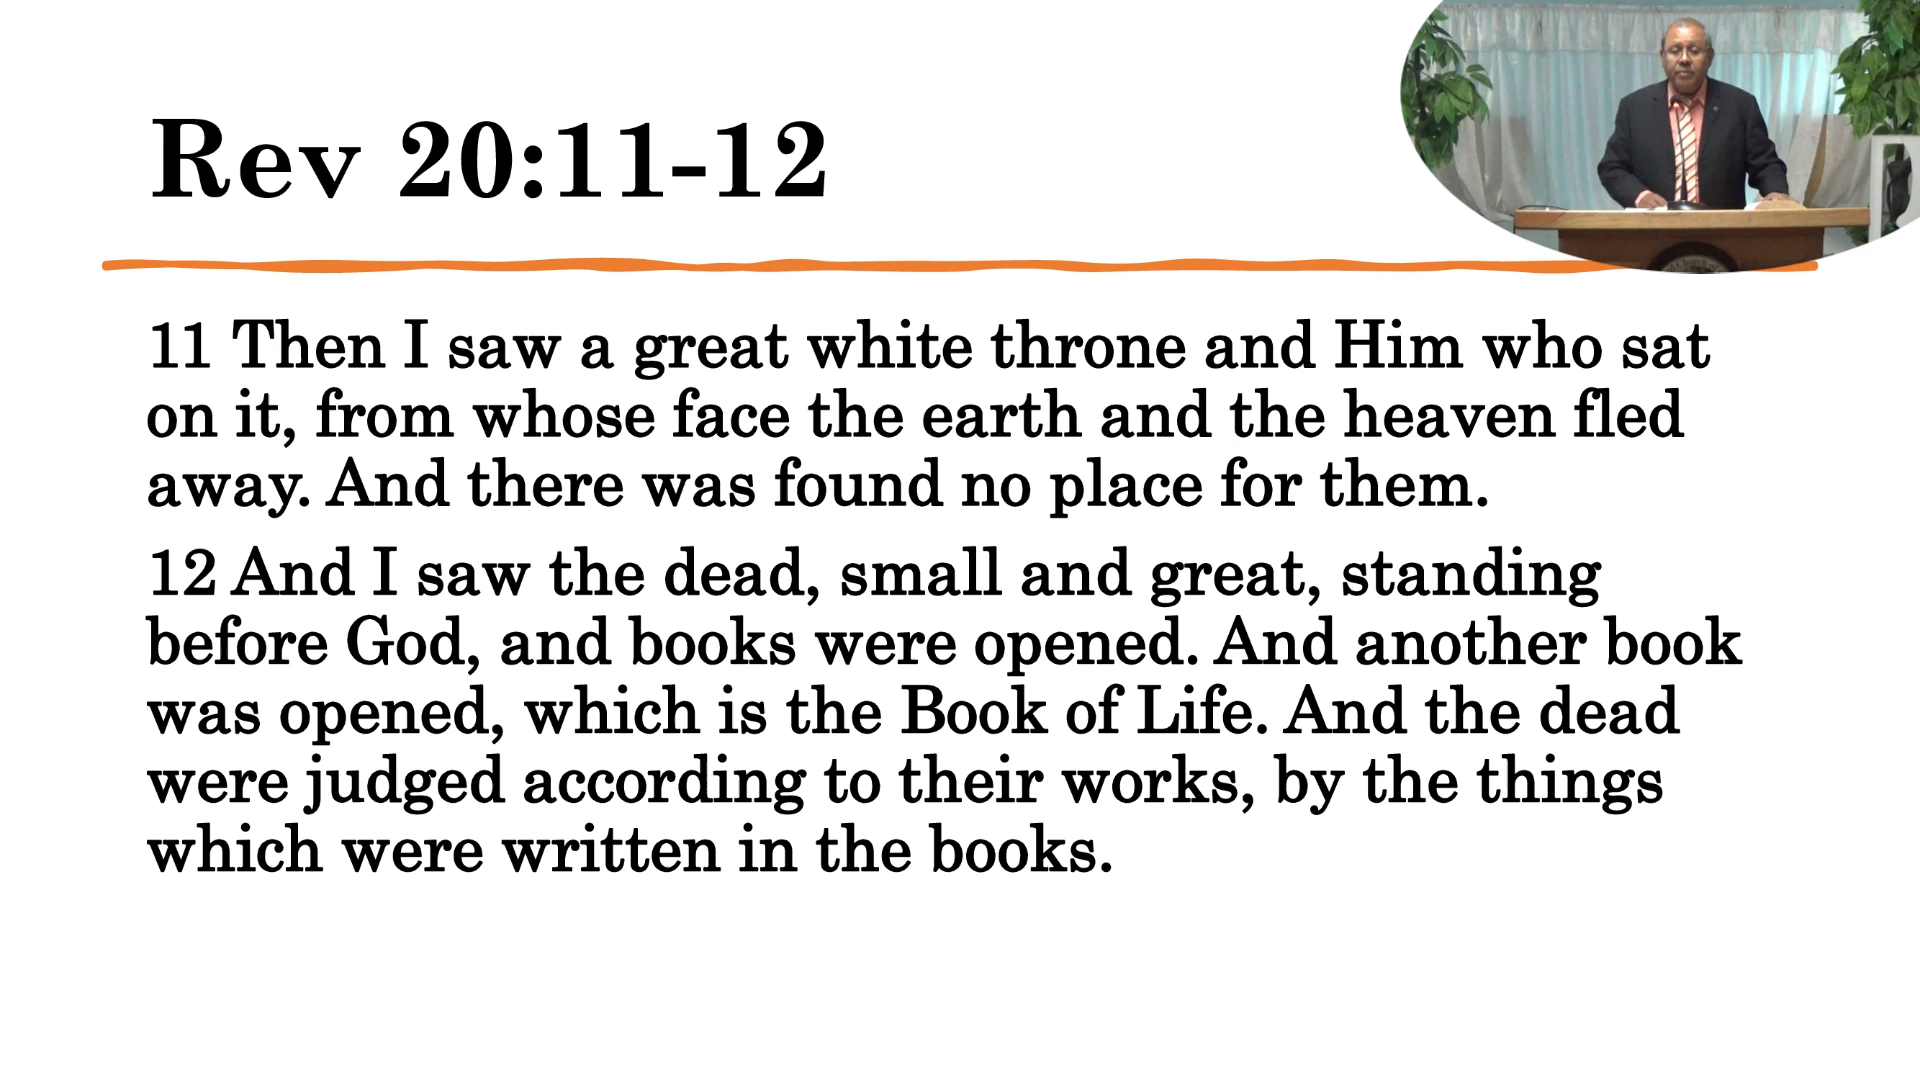 Rev 20:11-12
11 Then I saw a great white throne and Him who sat
on it, from whose face the earth and the heaven fled
away. And there was found no place for them.
12 And I saw the dead, small and great, standing
before God, and books were opened. And another book
was opened, which is the Book of Life. And the dead
were judged according to their works, by the things
which were written in the books.
Church of